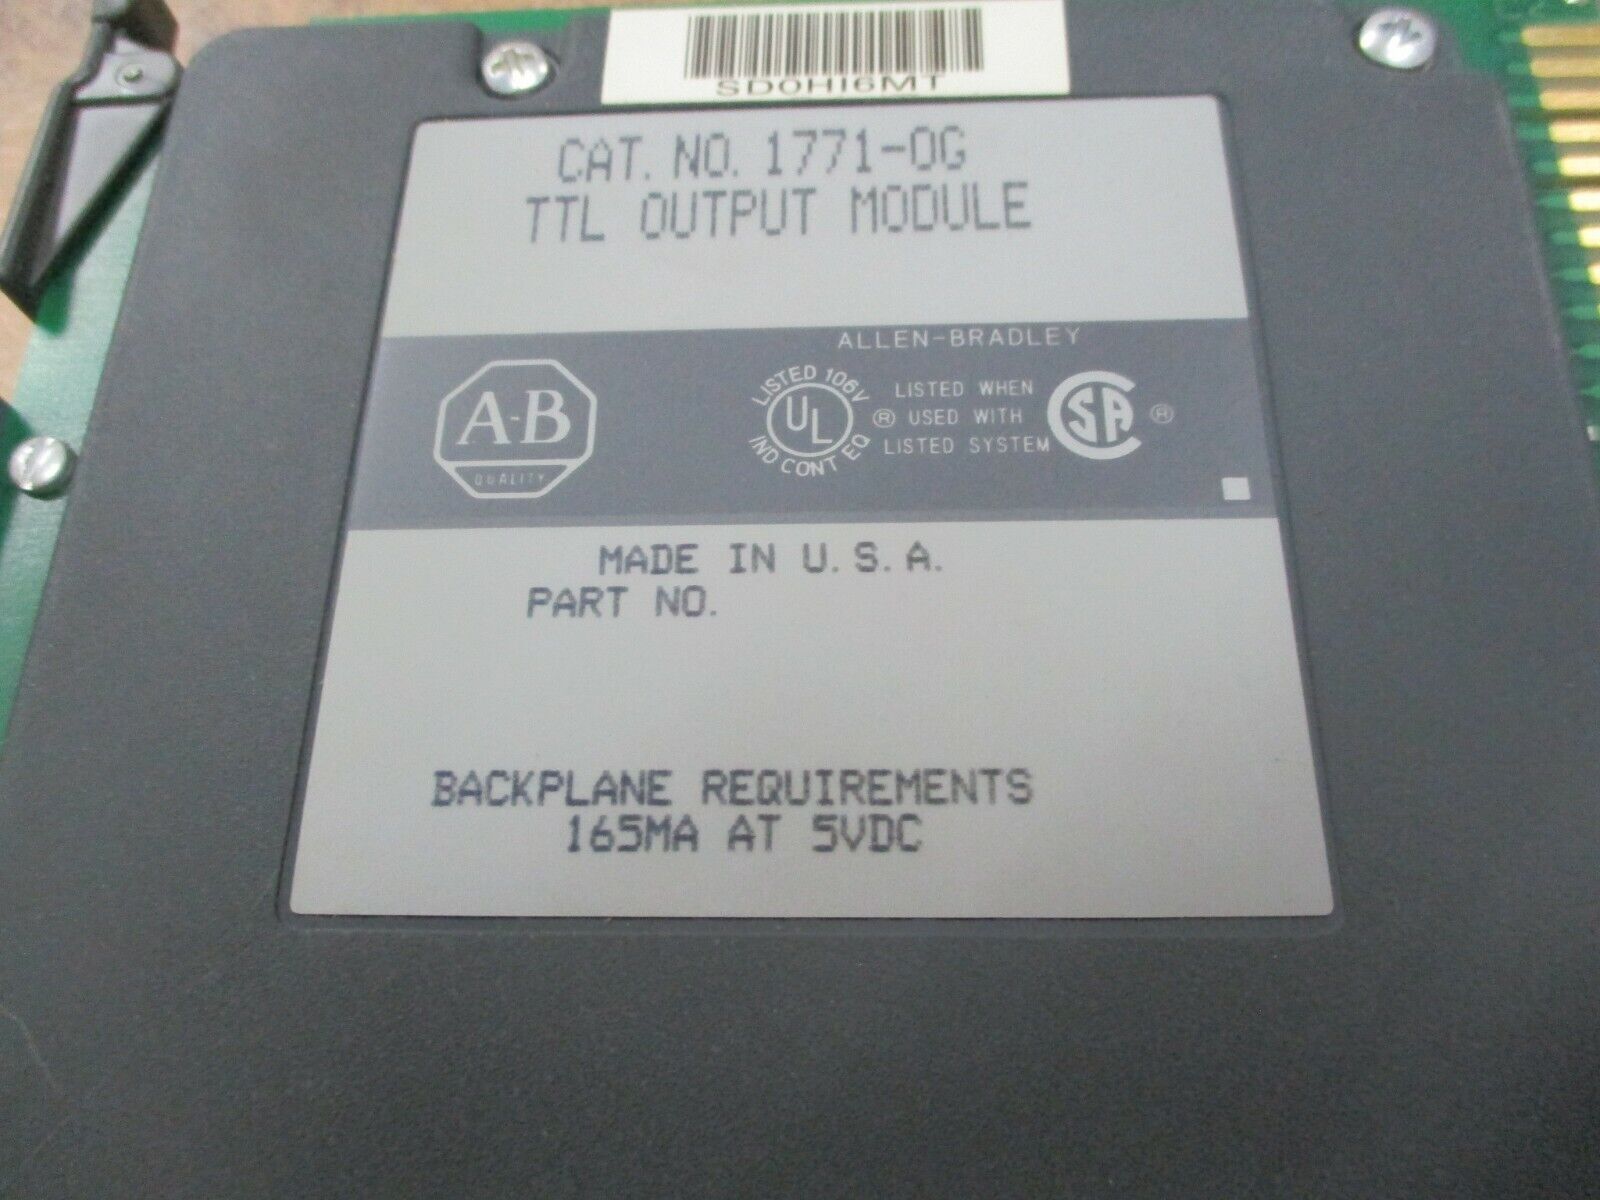 SD0HI6MT
CAT. NO. 1771-OG
TTL OUTPUT MODULE
ALLEN-BRADLEY
A-B
QUALITY
LISTED 106V
UL
IND CONT EQ
®
LISTED WHEN
USED WITH
LISTED SYSTEM
SA
®
MADE IN U.S.A.
PART NO.
BACKPLANE REQUIREMENTS
165MA AT 5VDC